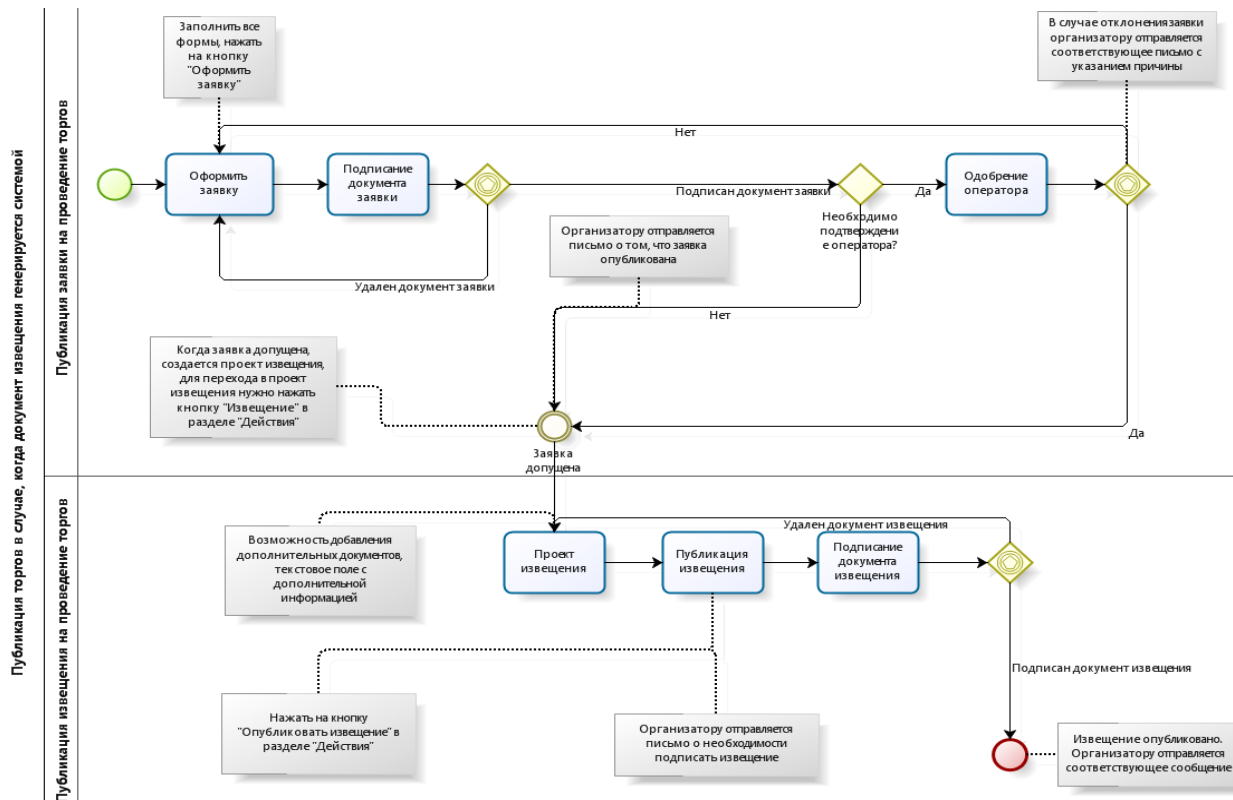 Публикация торгов в случае, когда документ извещения генерируется системой
Публикация заявки на проведение торгов
Заполнить все
формы, нажать
на кнопку
"Оформить
заявку"
В случае отклонения заявки
организатору отправляется
соответствующее письмо с
указанием причины
Нет
Оформить
заявку
Подписание
документа
заявки
Подписан документ заявки
Необходимо
подтверждени
е оператора?
Да
Одобрение
оператора
Организатору отправляется
письмо о том, что заявка
опубликована
Удален документ заявки
Нет
Когда заявка допущена,
создается проект извещения,
для перехода в проект
извещения нужно нажать
кнопку "Извещение" в
разделе "Действия"
Да
Заявка
допущена
Публикация извещения на проведение торгов
Удален документ извещения
Возможность добавления
дополнительных документов,
текстовое поле с
дополнительной
информацией
Проект
извещения
Публикация
извещения
Подписание
документа
извещения
Подписан документ извещения
Нажать на кнопку
"Опубликовать извещение" в
разделе "Действия"
Организатору отправляется
письмо о необходимости
подписать извещение
Извещение опубликовано.
Организатору отправляется
соответствующее сообщение